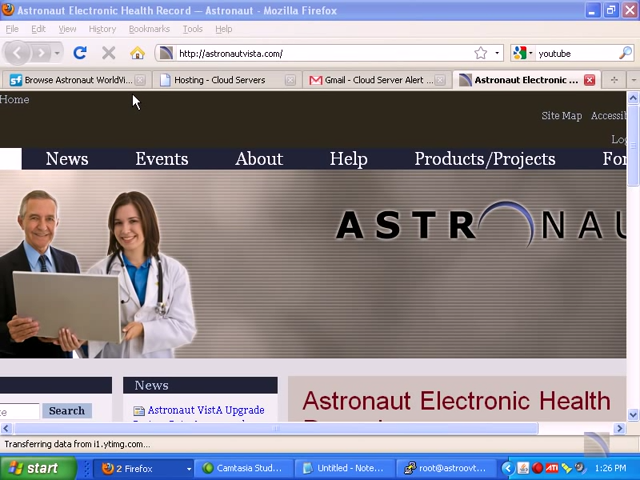 Astronaut Electronic Health Record — Astronaut - Mozilla Firefox
File Edit View History Bookmarks Tools Help
http://astronautvista.com/
youtube
Browse Astronaut WorldVi...
Hosting - Cloud Servers
Gmail - Cloud Server Alert ...
Astronaut Electronic ...
Home
Site Map Accessib
Log
News Events About Help Products/Projects For
ASTRONAU
News
Search
Astronaut VistA Upgrade
Astronaut Electronic Health
Transferring data from i1.ytimg.com...
start
2 Firefox
Camtasia Stud...
Untitled - Note...
root@astroovt...
ATI
1:26 PM